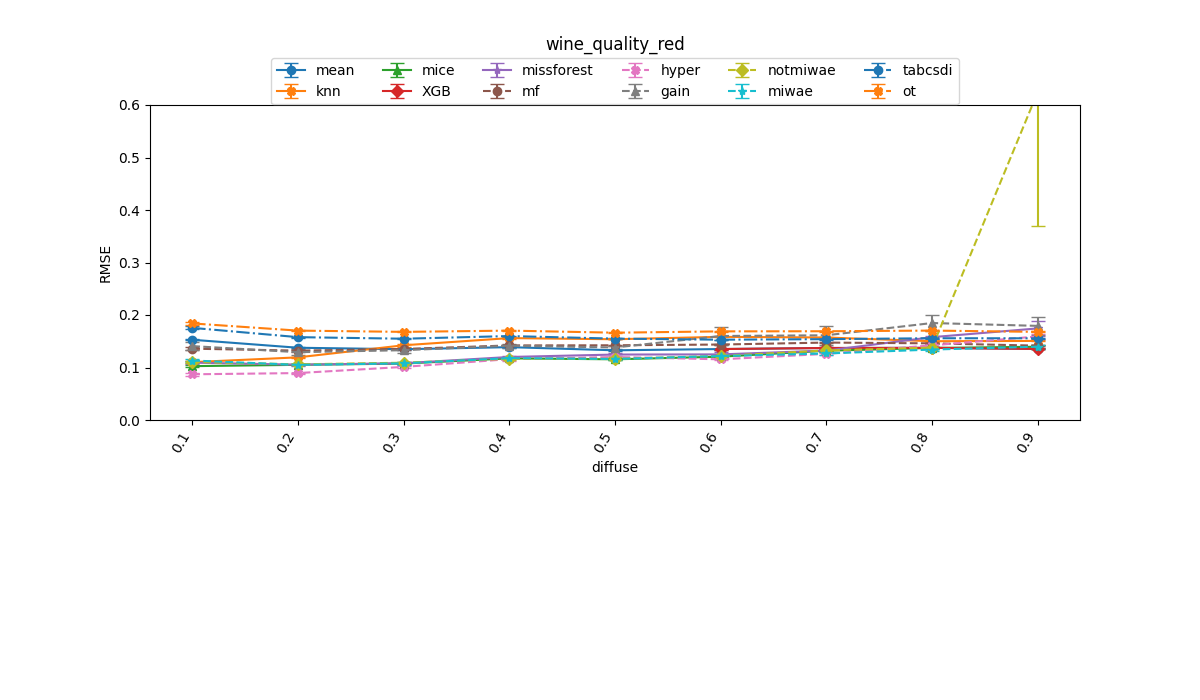 wine_quality_red
mean mice missforest hyper notmiwae tabcsdi
knn XGB mf gain miwae ot
0.6
0.5
0.4
0.3
0.2
0.1
0.0
RMSE
0.1 0.2 0.3 0.4 0.5 0.6 0.7 0.8 0.9
diffuse